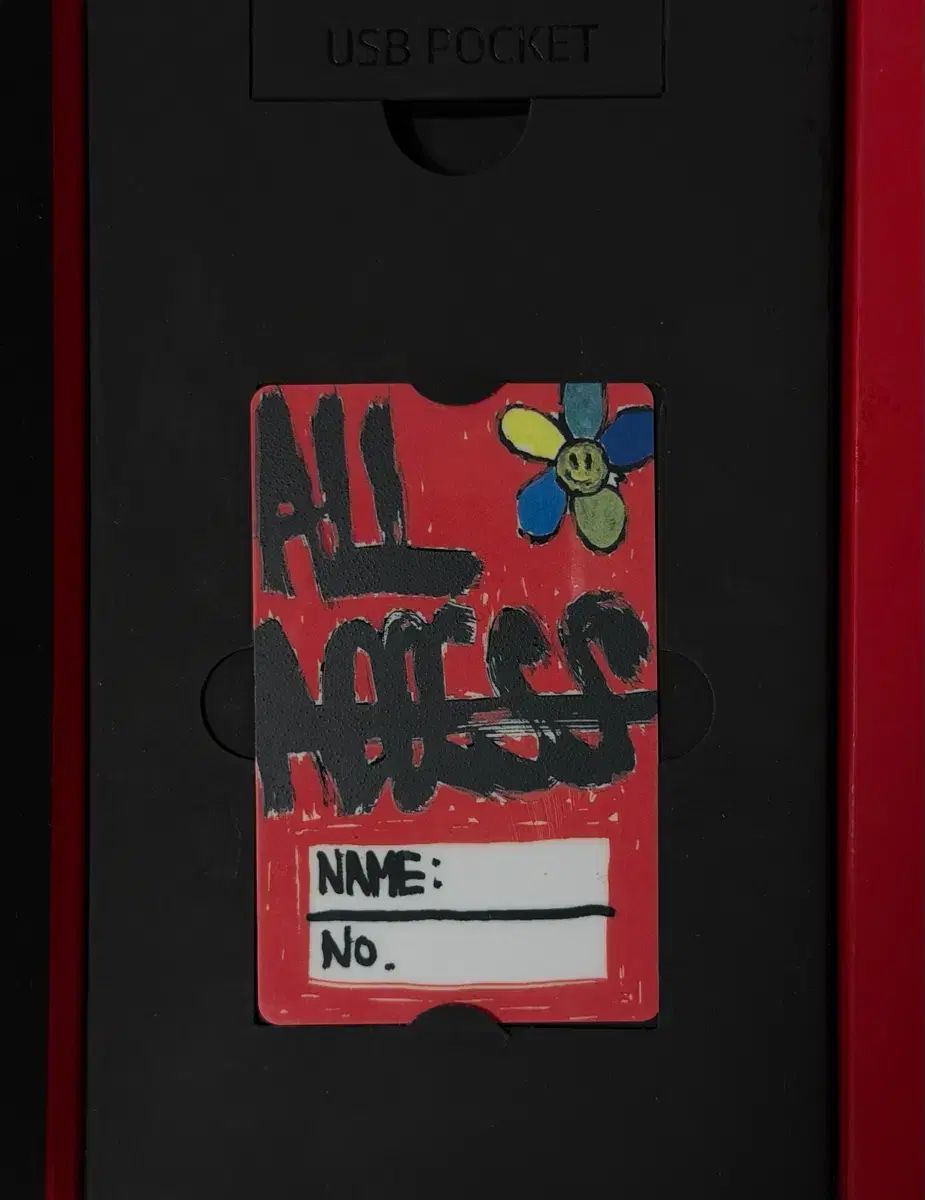 USB POCKET
ALL
ACCESS
NAME:
No.